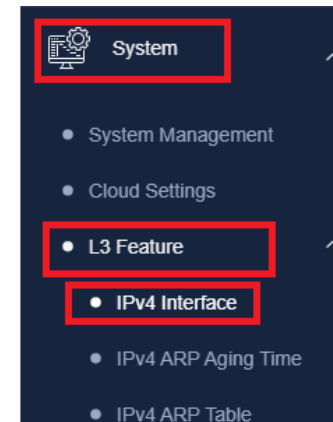 System
System Management
Cloud Settings
L3 Feature
IPv4 Interface
IPv4 ARP Aging Time
IPv4 ARP Table